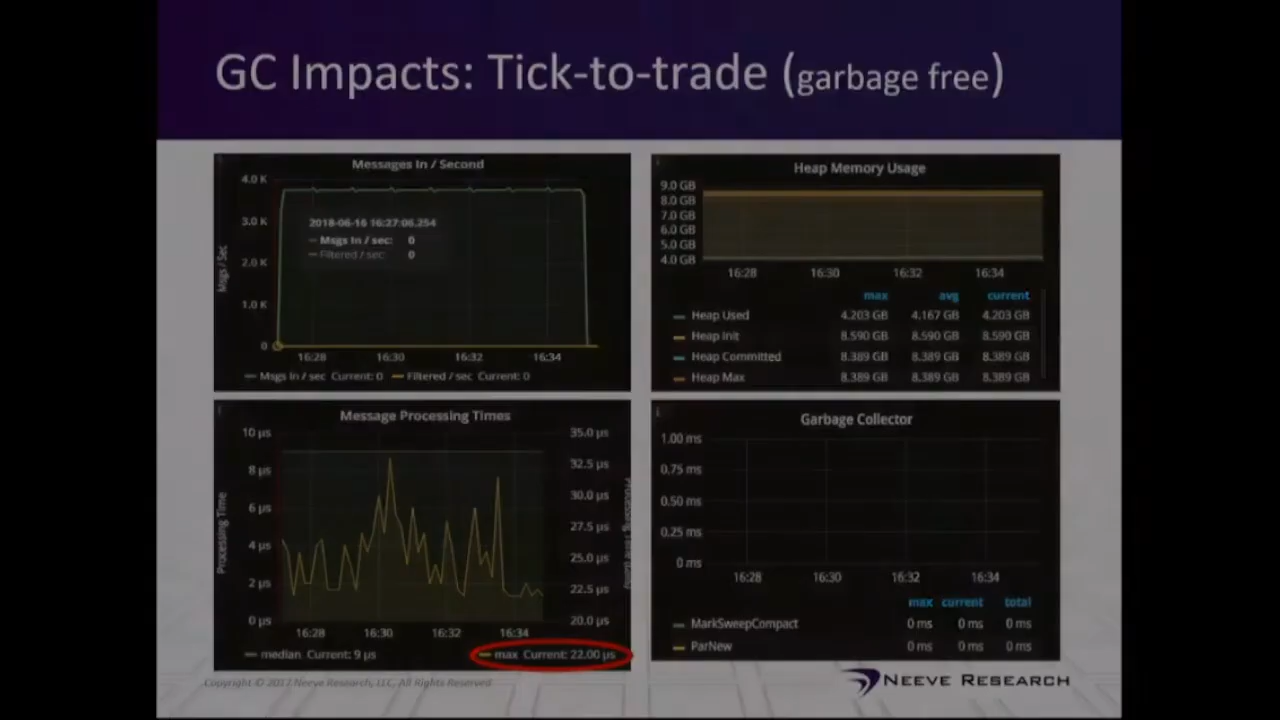 GC Impacts: Tick-to-trade (garbage free)
Messages In / Second
4.0 K
3.0 K
2.0 K
1.0 K
0
Msgs / Sec
2018-06-16 16:27:06.254
Msgs In / sec: 0
Filtered / sec: 0
16:28 16:30 16:32 16:34
Msgs In / sec Current: 0 Filtered / sec Current: 0
Heap Memory Usage
9.0 GB
8.0 GB
7.0 GB
6.0 GB
5.0 GB
4.0 GB
16:28 16:30 16:32 16:34
max avg current
Heap Used 4.203 GB 4.167 GB 4.203 GB
Heap Init 8.590 GB 8.590 GB 8.590 GB
Heap Committed 8.389 GB 8.389 GB 8.389 GB
Heap Max 8.389 GB 8.389 GB 8.389 GB
Message Processing Times
10 µs
8 µs
6 µs
4 µs
2 µs
0 µs
Processing Time
35.0 µs
32.5 µs
30.0 µs
27.5 µs
25.0 µs
22.5 µs
20.0 µs
Processing Time
16:28 16:30 16:32 16:34
median Current: 9 µs max Current: 22.00 µs
Garbage Collector
1.00 ms
0.75 ms
0.50 ms
0.25 ms
0 ms
16:28 16:30 16:32 16:34
max current total
MarkSweepCompact 0 ms 0 ms 0 ms
ParNew 0 ms 0 ms 0 ms
Copyright © 2017 Neeve Research, LLC. All Rights Reserved
NEEVE RESEARCH